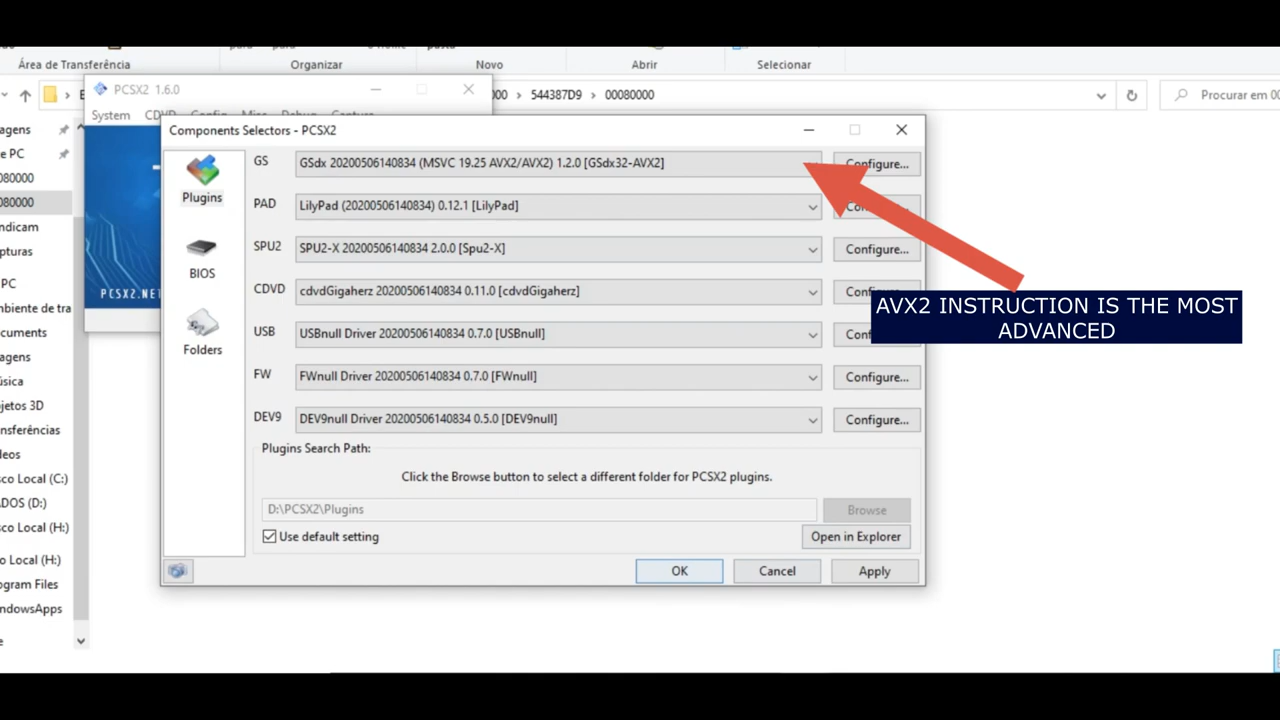 Área de Transferência
Organizar
Novo
Abrir
Selecionar
PCSX2 1.6.0
544387D9 > 00080000
Procurar em 00
System
Components Selectors - PCSX2
agens
e PC
080000
080000
ndicam
pturas
PC
mbiente de tra
cuments
agens
úsica
ojetos 3D
nsferências
deos
sco Local (C:)
ADOS (D:)
sco Local (H:)
o Local (H:)
ogram Files
ndowsApps
PCSX2.NET
Plugins
BIOS
Folders
GS
GSdx 20200506140834 (MSVC 19.25 AVX2/AVX2) 1.2.0 [GSdx32-AVX2]
Configure...
PAD
LilyPad (20200506140834) 0.12.1 [LilyPad]
SPU2
SPU2-X 20200506140834 2.0.0 [Spu2-X]
Configure...
CDVD
cdvdGigaherz 20200506140834 0.11.0 [cdvdGigaherz]
AVX2 INSTRUCTION IS THE MOST
ADVANCED
USB
USBnull Driver 20200506140834 0.7.0 [USBnull]
FW
FWnull Driver 20200506140834 0.7.0 [FWnull]
Configure...
DEV9
DEV9null Driver 20200506140834 0.5.0 [DEV9null]
Configure...
Plugins Search Path:
Click the Browse button to select a different folder for PCSX2 plugins.
D:\PCSX2\Plugins
Browse
Use default setting
Open in Explorer
OK
Cancel
Apply